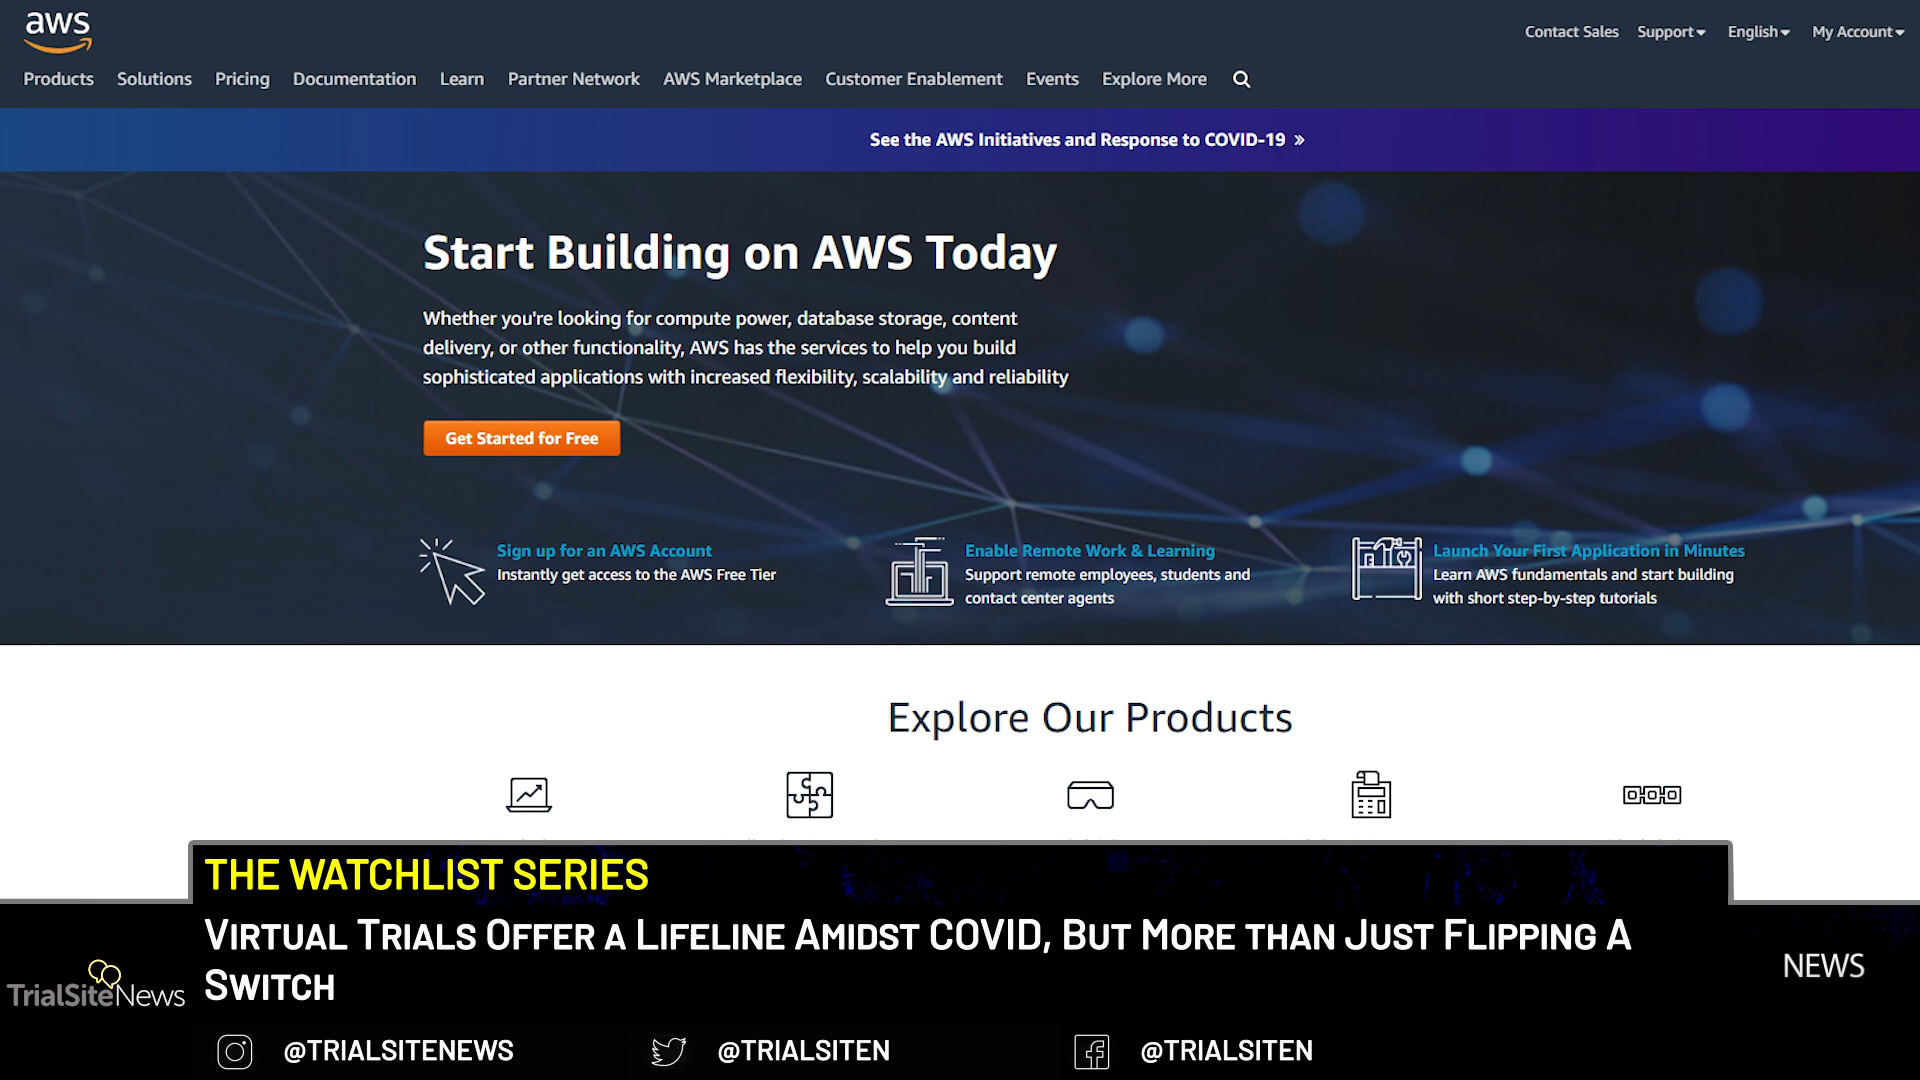 aws
Contact Sales Support English My Account
Products Solutions Pricing Documentation Learn Partner Network AWS Marketplace Customer Enablement Events Explore More
See the AWS Initiatives and Response to COVID-19 »
Start Building on AWS Today
Whether you're looking for compute power, database storage, content
delivery, or other functionality, AWS has the services to help you build
sophisticated applications with increased flexibility, scalability and reliability
Get Started for Free
Sign up for an AWS Account
Instantly get access to the AWS Free Tier
Enable Remote Work & Learning
Support remote employees, students and
contact center agents
Launch Your First Application in Minutes
Learn AWS fundamentals and start building
with short step-by-step tutorials
Explore Our Products
THE WATCHLIST SERIES
VIRTUAL TRIALS OFFER A LIFELINE AMIDST COVID, BUT MORE THAN JUST FLIPPING A
SWITCH
TrialSiteNews
NEWS
@TRIALSITENEWS @TRIALSITEN @TRIALSITEN